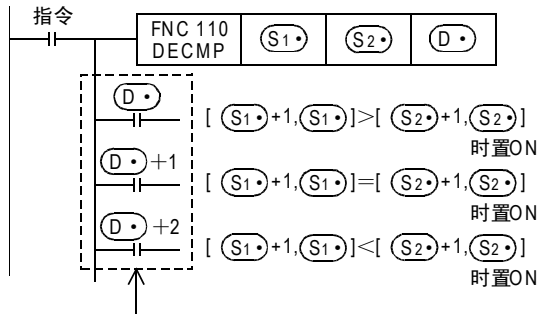 指令
FNC 110
DECMP
S1• S2• D•
D•
[ S1•+1,S1•]>[ S2•+1,S2•]
时置ON
D•+1
[ S1•+1,S1•]=[ S2•+1,S2•]
时置ON
D•+2
[ S1•+1,S1•]<[ S2•+1,S2•]
时置ON